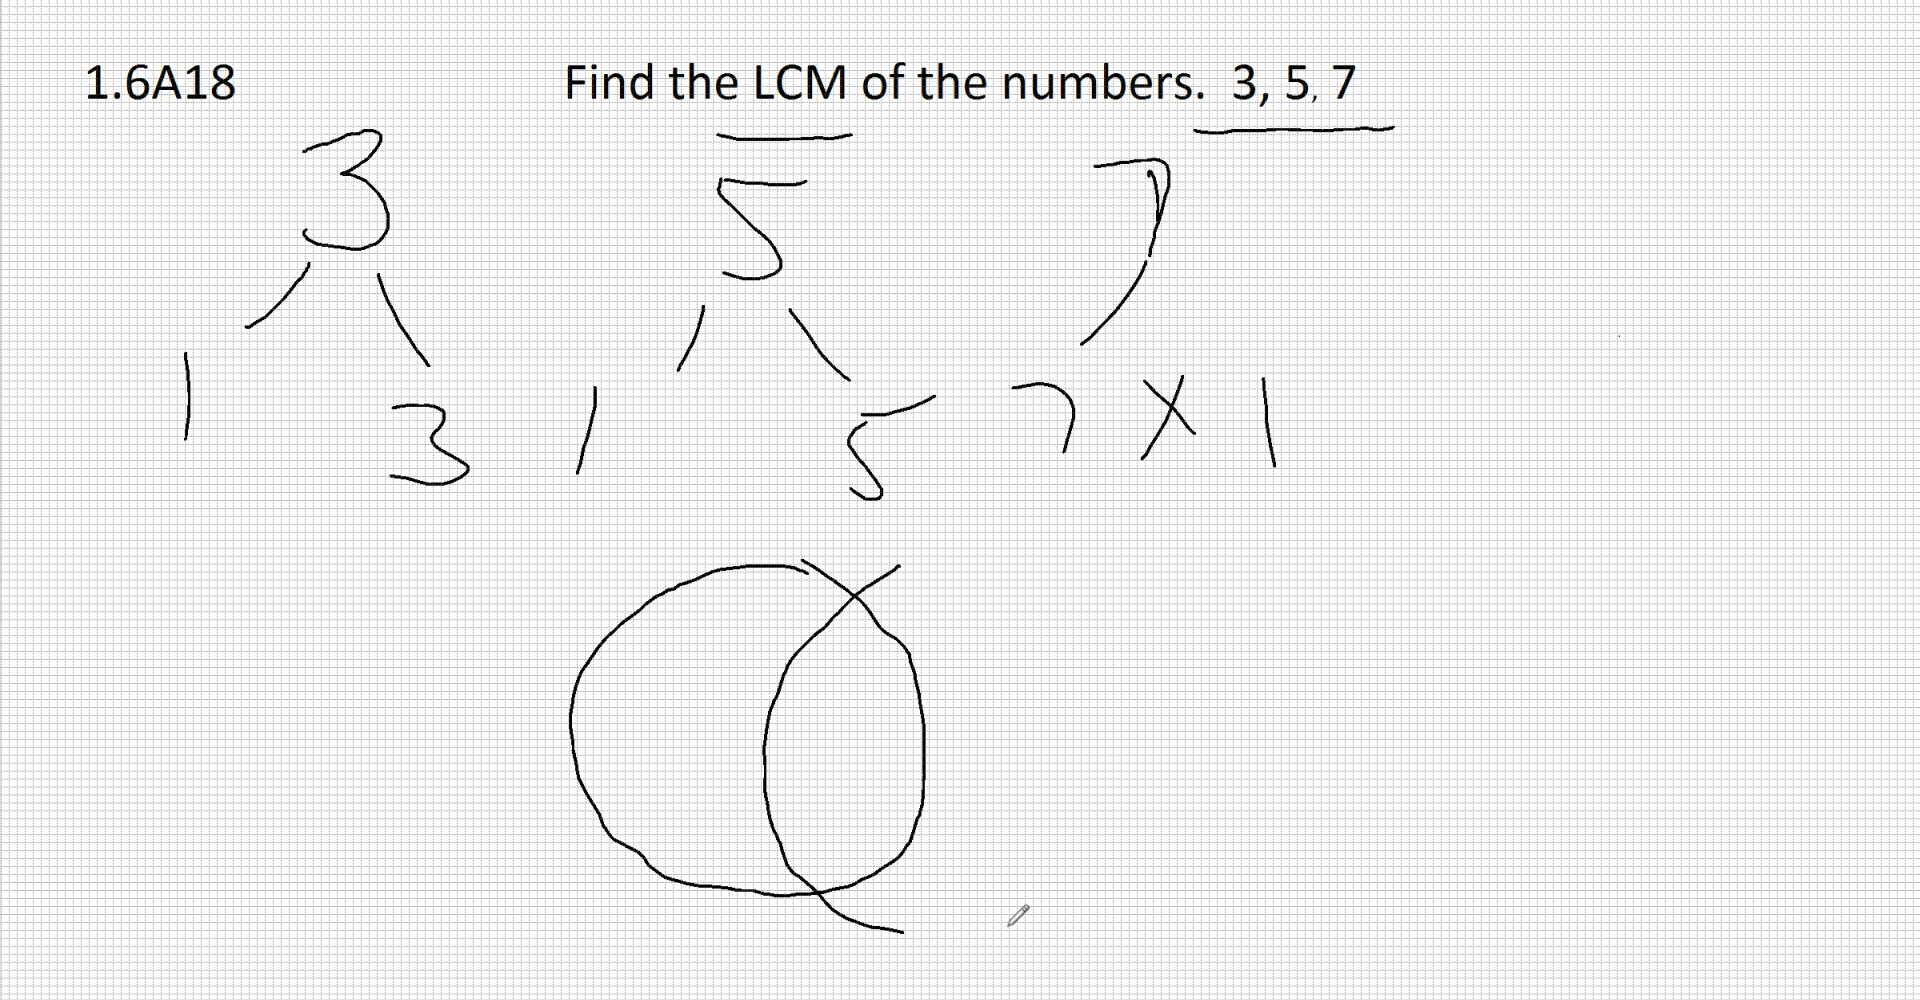 1.6A18 Find the LCM of the numbers. 3, 5, 7
3 5 7
1 3 1 5 7 x 1